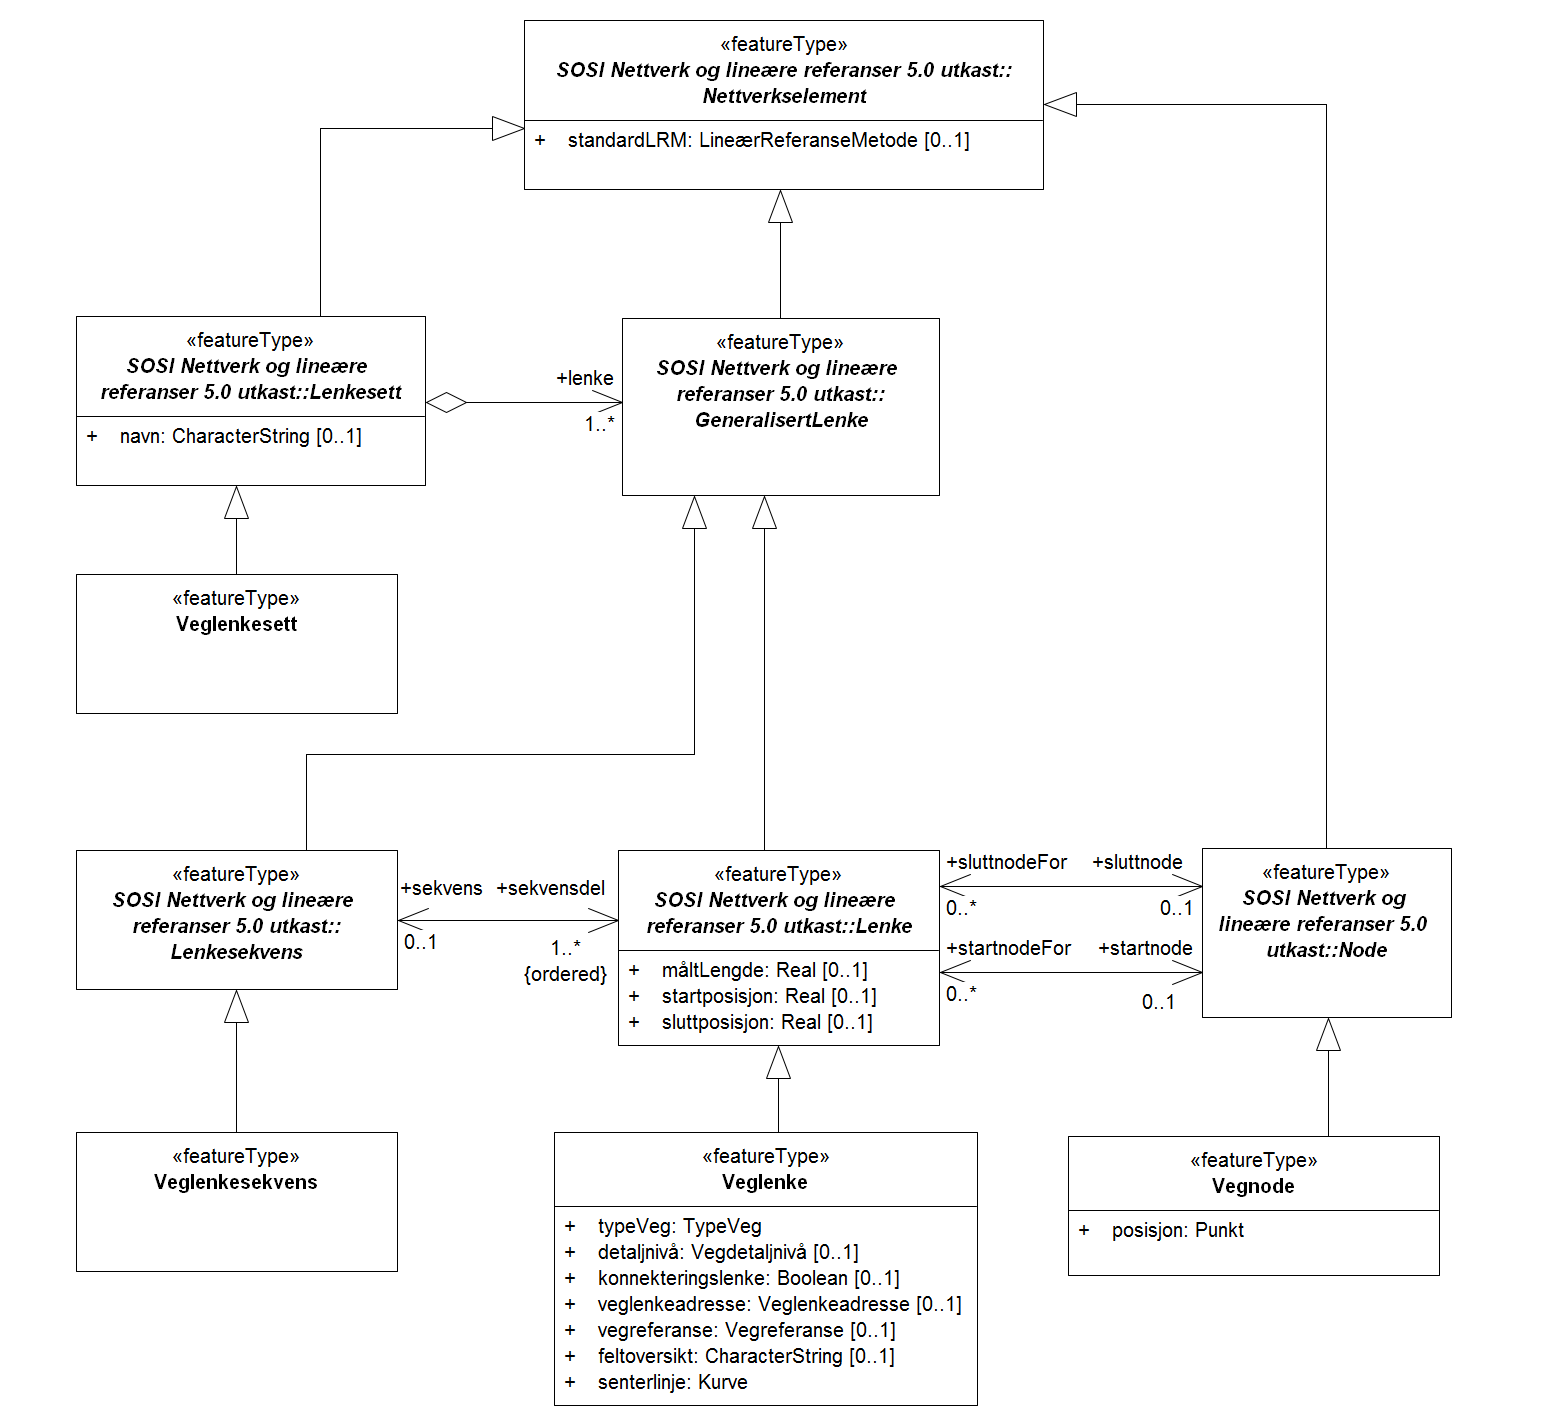 «featureType»
SOSI Nettverk og lineære referanser 5.0 utkast::
Nettverkselement
+ standardLRM: LineærReferanseMetode [0..1]
«featureType»
SOSI Nettverk og lineære
referanser 5.0 utkast::Lenkesett
+ navn: CharacterString [0..1]
+lenke
1..*
«featureType»
SOSI Nettverk og lineære
referanser 5.0 utkast::
GeneralisertLenke
«featureType»
Veglenkesett
«featureType»
SOSI Nettverk og lineære
referanser 5.0 utkast::
Lenkesekvens
+sekvens
+sekvensdel
0..1
1..*
{ordered}
«featureType»
SOSI Nettverk og lineære
referanser 5.0 utkast::Lenke
+ måltLengde: Real [0..1]
+ startposisjon: Real [0..1]
+ sluttposisjon: Real [0..1]
+sluttnodeFor
+sluttnode
0..*
0..1
+startnodeFor
+startnode
0..*
0..1
«featureType»
SOSI Nettverk og
lineære referanser 5.0
utkast::Node
«featureType»
Veglenkesekvens
«featureType»
Veglenke
+ typeVeg: TypeVeg
+ detaljnivå: Vegdetaljnivå [0..1]
+ konnekteringslenke: Boolean [0..1]
+ veglenkeadresse: Veglenkeadresse [0..1]
+ vegreferanse: Vegreferanse [0..1]
+ feltoversikt: CharacterString [0..1]
+ senterlinje: Kurve
«featureType»
Vegnode
+ posisjon: Punkt